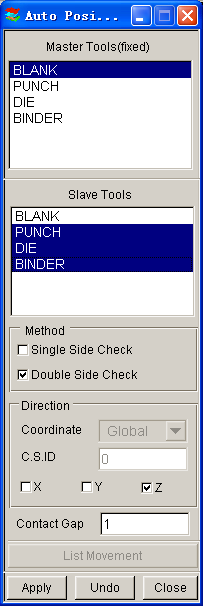 Auto Posi...
Master Tools(fixed)
BLANK
PUNCH
DIE
BINDER
Slave Tools
BLANK
PUNCH
DIE
BINDER
Method
Single Side Check
Double Side Check
Direction
Coordinate Global
C.S.ID 0
X Y Z
Contact Gap 1
List Movement
Apply Undo Close